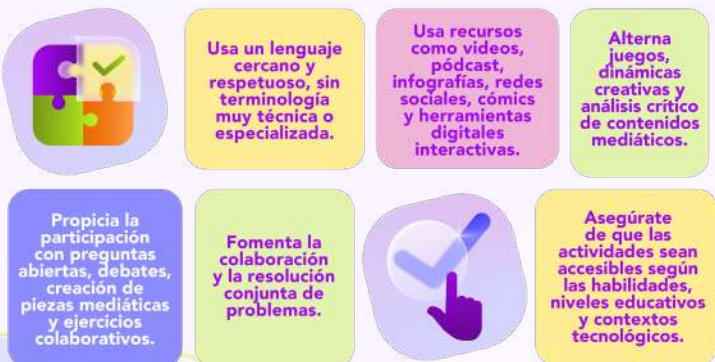 Usa un lenguaje
cercano y
respetuoso, sin
terminología
muy técnica o
especializada.
Usa recursos
como videos,
pódcast,
infografías, redes
sociales, cómics
y herramientas
digitales
interactivas.
Alterna
juegos,
dinámicas
creativas y
análisis crítico
de contenidos
mediáticos.
Propicia la
participación
con preguntas
abiertas, debates,
creación de
piezas mediáticas
y ejercicios
colaborativos.
Fomenta la
colaboración
y la resolución
conjunta de
problemas.
Asegúrate
de que las
actividades sean
accesibles según
las habilidades,
niveles educativos
y contextos
tecnológicos.